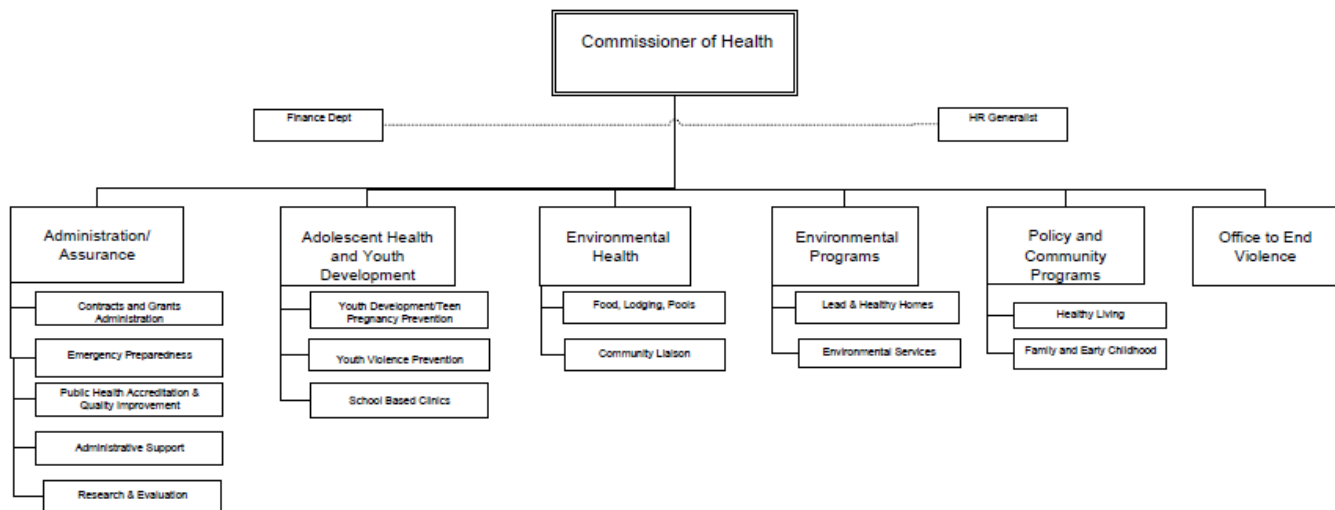 Commissioner of Health
Finance Dept
HR Generalist
Administration/
Assurance
Adolescent Health
and Youth
Development
Environmental
Health
Environmental
Programs
Policy and
Community
Programs
Office to End
Violence
Contracts and Grants
Administration
Emergency Preparedness
Public Health Accreditation &
Quality Improvement
Administrative Support
Research & Evaluation
Youth Development/Teen
Pregnancy Prevention
Youth Violence Prevention
School Based Clinics
Food, Lodging, Pools
Community Liaison
Lead & Healthy Homes
Environmental Services
Healthy Living
Family and Early Childhood